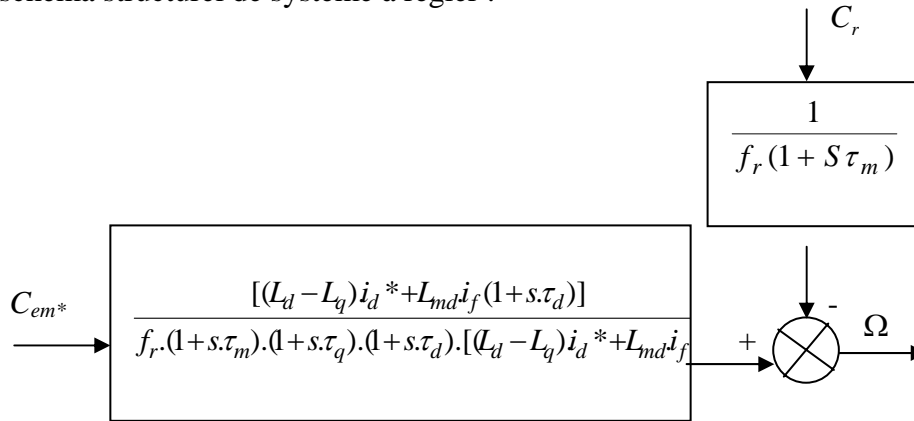 schéma structurel de système à régler :
C_r
1
f_r (1 + S τ_m)
[(L_d − L_q) i_d * + L_md i_f (1 + s.τ_d)]
f_r.(1 + s.τ_m).(1 + s.τ_q).(1 + s.τ_d).[(L_d − L_q) i_d * + L_md i_f
C_em*
+
-
Ω